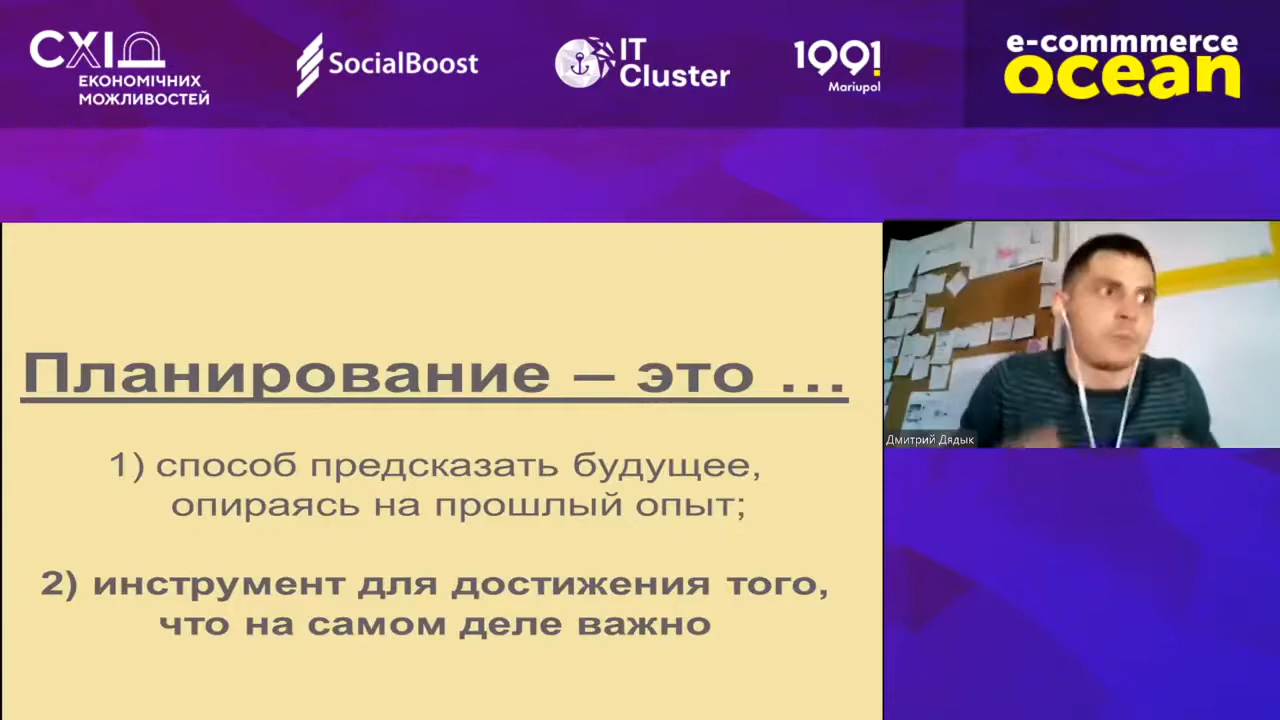 СХІД
ЕКОНОМІЧНИХ
МОЖЛИВОСТЕЙ
SocialBoost
IT
Cluster
1991
Mariupol
e-commmerce
ocean
Планирование – это ...
1) способ предсказать будущее,
опираясь на прошлый опыт;
2) инструмент для достижения того,
что на самом деле важно
Дмитрий Дядык